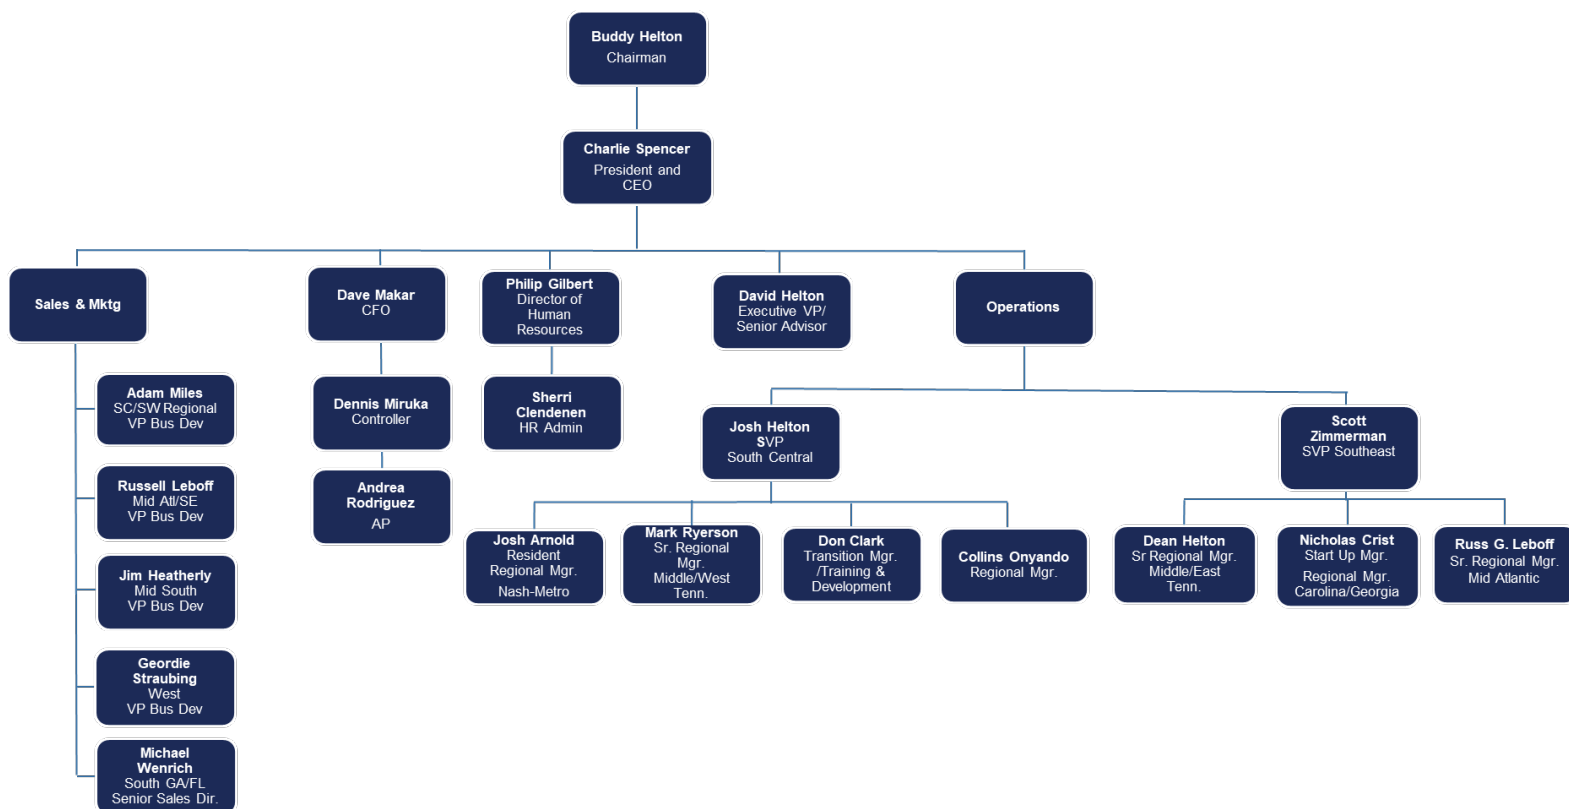 Buddy Helton
Chairman
Charlie Spencer
President and
CEO
Sales & Mktg
Dave Makar
CFO
Philip Gilbert
Director of
Human
Resources
David Helton
Executive VP/
Senior Advisor
Operations
Adam Miles
SC/SW Regional
VP Bus Dev
Russell Leboff
Mid Atl/SE
VP Bus Dev
Jim Heatherly
Mid South
VP Bus Dev
Geordie
Straubing
West
VP Bus Dev
Michael
Wenrich
South GA/FL
Senior Sales Dir.
Dennis Miruka
Controller
Andrea
Rodriguez
AP
Sherri
Clendenen
HR Admin
Josh Helton
SVP
South Central
Scott
Zimmerman
SVP Southeast
Josh Arnold
Resident
Regional Mgr.
Nash-Metro
Mark Ryerson
Sr. Regional
Mgr.
Middle/West
Tenn.
Don Clark
Transition Mgr.
/Training &
Development
Collins Onyando
Regional Mgr.
Dean Helton
Sr Regional Mgr.
Middle/East
Tenn.
Nicholas Crist
Start Up Mgr.
Regional Mgr.
Carolina/Georgia
Russ G. Leboff
Sr. Regional Mgr.
Mid Atlantic